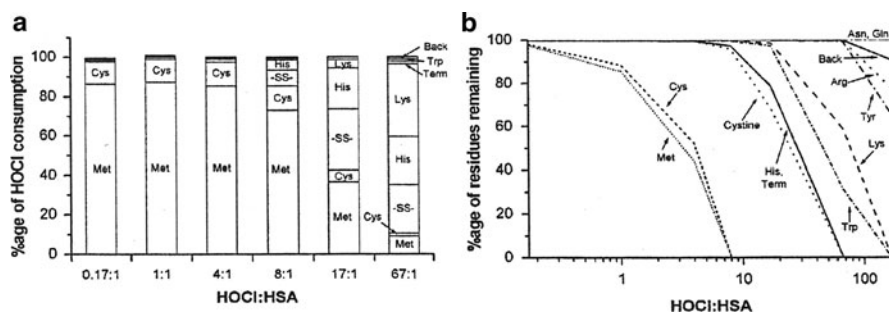 a
%age of HOCl consumption
100
80
60
40
20
0
Cys
Met
Cys
Met
Cys
Met
His
-SS-
Cys
Met
Lys
His
-SS-
Cys
Met
Back
Trp
Term
Lys
His
-SS-
Cys
Met
0.17:1
1:1
4:1
8:1
17:1
67:1
HOCl:HSA
b
%age of residues remaining
100
80
60
40
20
0
Asn, Gln
Back
Arg
Tyr
Lys
Cys
Met
Cystine
His,
Term
Trp
1
10
100
HOCl:HSA